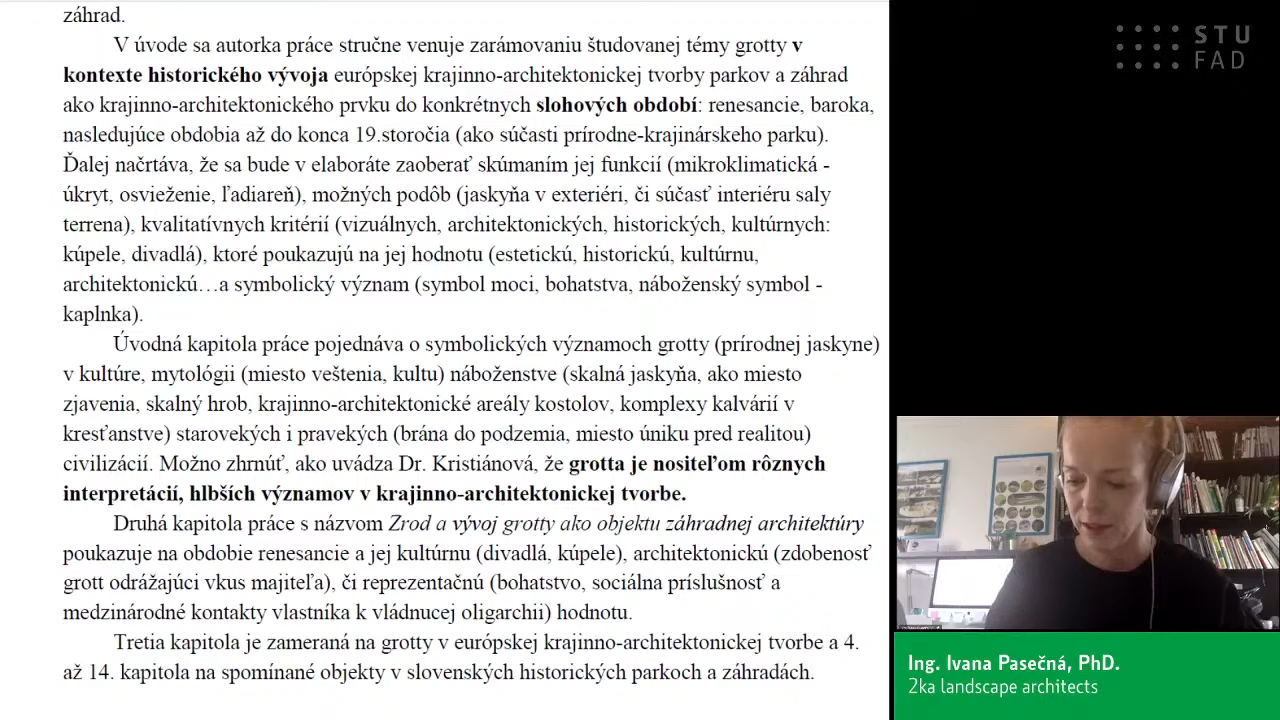 záhrad.
V úvode sa autorka práce stručne venuje zarámovaniu študovanej témy grotty v
kontexte historického vývoja európskej krajinno-architektonickej tvorby parkov a záhrad
ako krajinno-architektonického prvku do konkrétnych slohových období: renesancie, baroka,
nasledujúce obdobia až do konca 19.storočia (ako súčasti prírodne-krajinárskeho parku).
Ďalej načrtáva, že sa bude v elaboráte zaoberať skúmaním jej funkcií (mikroklimatická -
úkryt, osvieženie, ľadiareň), možných podôb (jaskyňa v exteriéri, či súčasť interiéru saly
terrena), kvalitatívnych kritérií (vizuálnych, architektonických, historických, kultúrnych:
kúpele, divadlá), ktoré poukazujú na jej hodnotu (estetickú, historickú, kultúrnu,
architektonickú…a symbolický význam (symbol moci, bohatstva, náboženský symbol -
kaplnka).
Úvodná kapitola práce pojednáva o symbolických významoch grotty (prírodnej jaskyne)
v kultúre, mytológii (miesto veštenia, kultu) náboženstve (skalná jaskyňa, ako miesto
zjavenia, skalný hrob, krajinno-architektonické areály kostolov, komplexy kalvárií v
kresťanstve) starovekých i pravekých (brána do podzemia, miesto úniku pred realitou)
civilizácií. Možno zhrnúť, ako uvádza Dr. Kristiánová, že grotta je nositeľom rôznych
interpretácií, hlbších významov v krajinno-architektonickej tvorbe.
Druhá kapitola práce s názvom Zrod a vývoj grotty ako objektu záhradnej architektúry
poukazuje na obdobie renesancie a jej kultúrnu (divadlá, kúpele), architektonickú (zdobenosť
grott odrážajúci vkus majiteľa), či reprezentačnú (bohatstvo, sociálna príslušnosť a
medzinárodné kontakty vlastníka k vládnucej oligarchii) hodnotu.
Tretia kapitola je zameraná na grotty v európskej krajinno-architektonickej tvorbe a 4.
až 14. kapitola na spomínané objekty v slovenských historických parkoch a záhradách.
STU
FAD
Ing. Ivana Pasečná, PhD.
2ka landscape architects